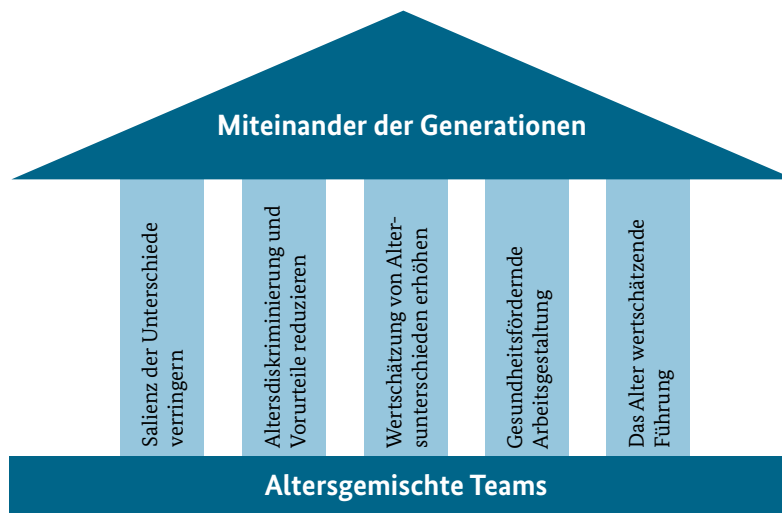 Miteinander der Generationen
Salienz der Unterschiede
verringern
Altersdiskriminierung und
Vorurteile reduzieren
Wertschätzung von Alter-
sunterschieden erhöhen
Gesundheitsfördernde
Arbeitsgestaltung
Das Alter wertschätzende
Führung
Altersgemischte Teams